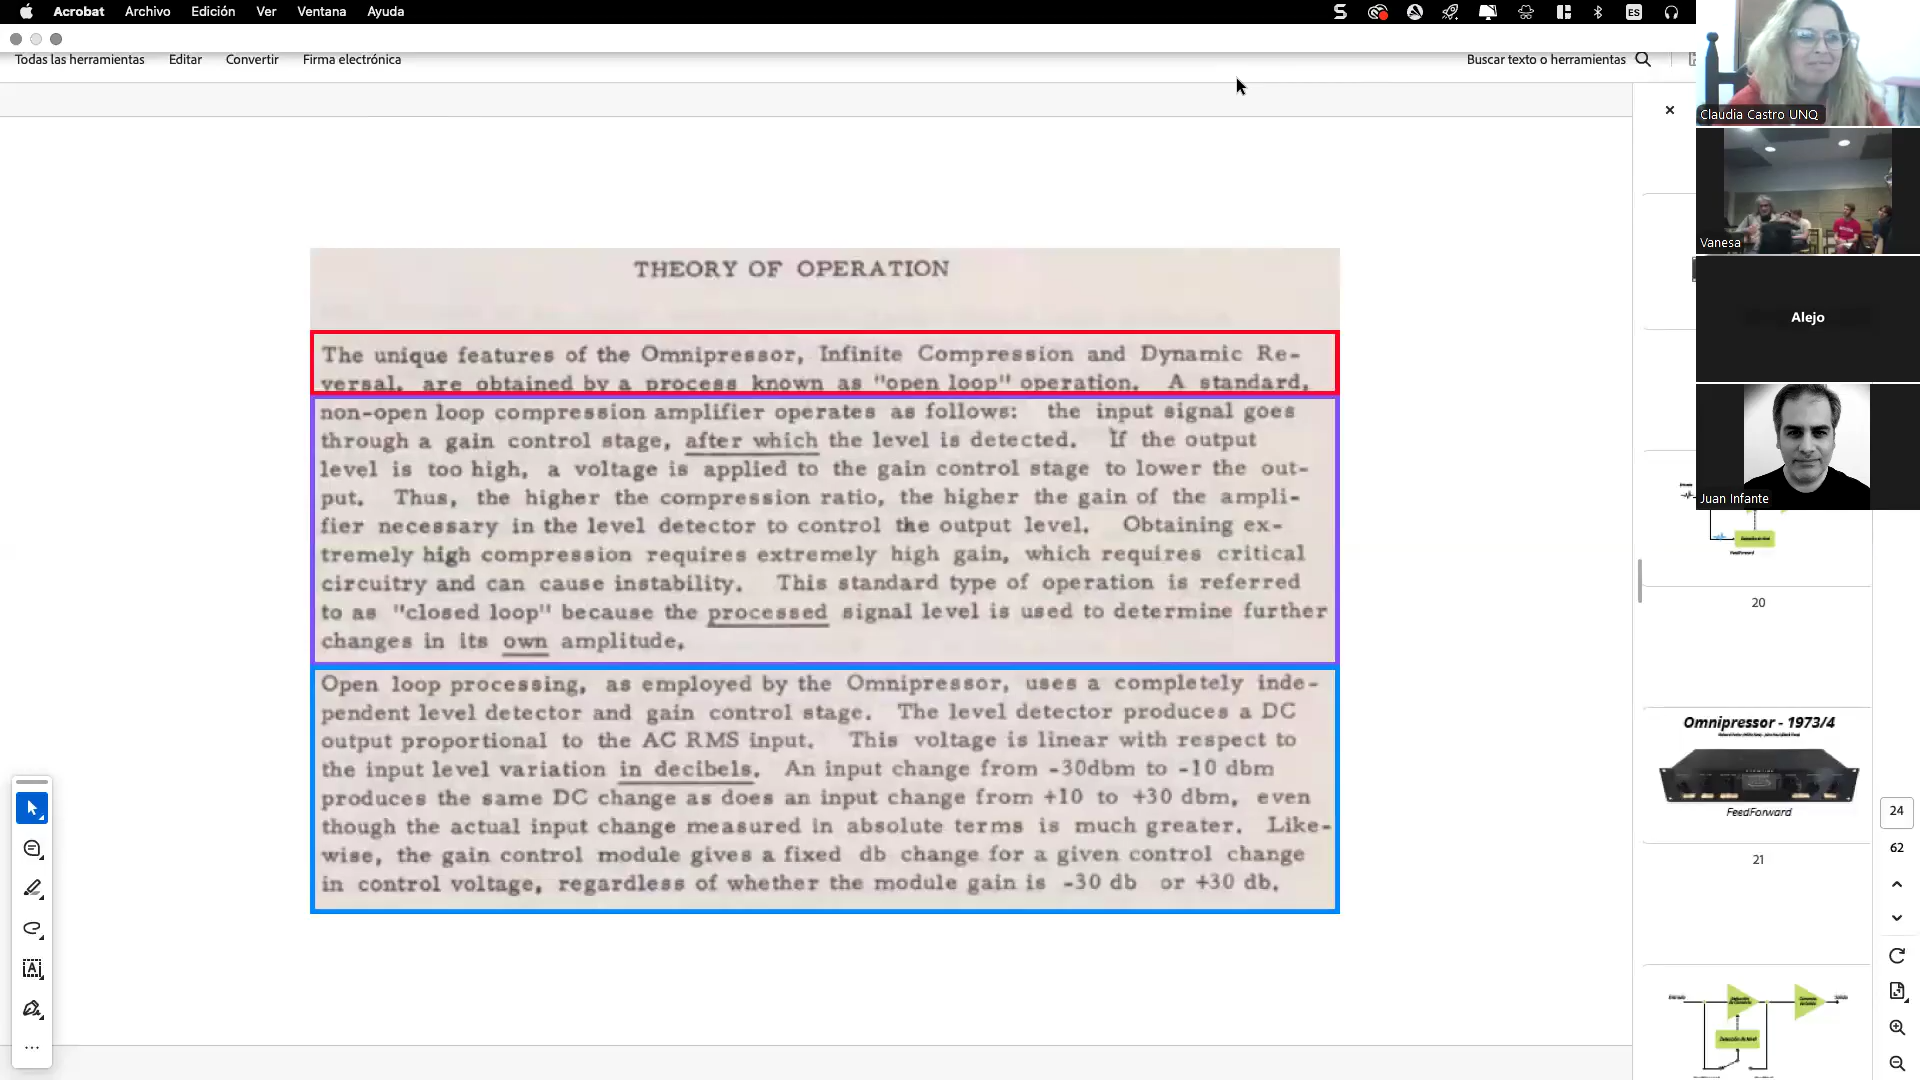 Acrobat Archivo Edición Ver Ventana Ayuda
ES
Todas las herramientas Editar Convertir Firma electrónica
Buscar texto o herramientas
THEORY OF OPERATION
The unique features of the Omnipressor, Infinite Compression and Dynamic Re-
versal, are obtained by a process known as "open loop" operation. A standard,
non-open loop compression amplifier operates as follows: the input signal goes
through a gain control stage, after which the level is detected. If the output
level is too high, a voltage is applied to the gain control stage to lower the out-
put. Thus, the higher the compression ratio, the higher the gain of the ampli-
fier necessary in the level detector to control the output level. Obtaining ex-
tremely high compression requires extremely high gain, which requires critical
circuitry and can cause instability. This standard type of operation is referred
to as "closed loop" because the processed signal level is used to determine further
changes in its own amplitude.
Open loop processing, as employed by the Omnipressor, uses a completely inde-
pendent level detector and gain control stage. The level detector produces a DC
output proportional to the AC RMS input. This voltage is linear with respect to
the input level variation in decibels. An input change from -30dbm to -10 dbm
produces the same DC change as does an input change from +10 to +30 dbm, even
though the actual input change measured in absolute terms is much greater. Like-
wise, the gain control module gives a fixed db change for a given control change
in control voltage, regardless of whether the module gain is -30 db or +30 db.
Claudia Castro UNQ
Vanesa
Alejo
Juan Infante
FeedForward
20
Omnipressor - 1973/4
FeedForward
21
24
62